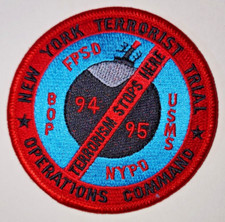 NEW YORK TERRORIST TRIAL
FPSD
BOP
94
TERRORISM STOPS HERE
95
USMS
NYPD
OPERATIONS COMMAND